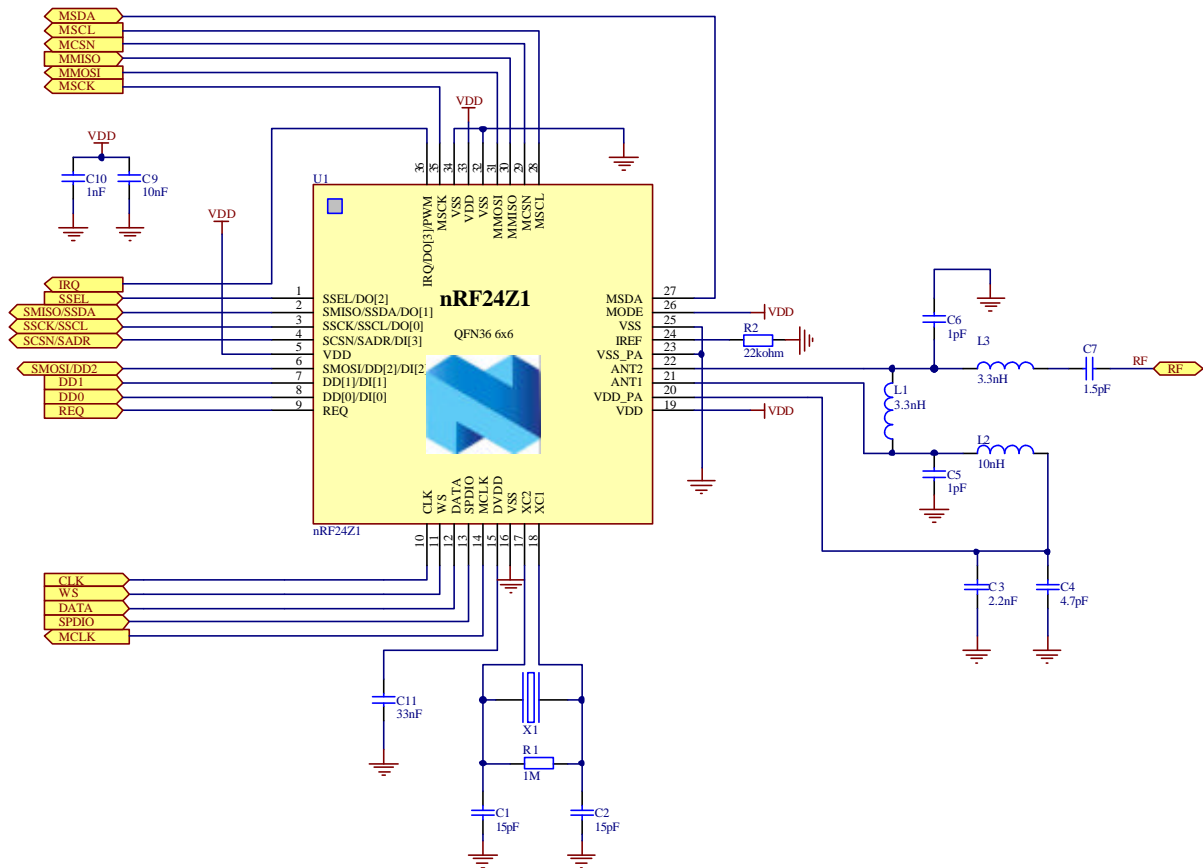 MSDA
MSCL
MCSN
MMISO
MMOSI
MSCK
VDD
VDD
C10
1nF
C9
10nF
VDD
IRQ
SSEL
SMISO/SSDA
SSCK/SSCL
SCSN/SADR
SMOSI/DD2
DD1
DD0
REQ
U1
36
35
34
33
32
31
30
29
28
IRQ/DO[3]/PWM
MSCK
VSS
VDD
VSS
MMOSI
MMISO
MCSN
MSCL
nRF24Z1
QFN36 6x6
1
2
3
4
5
6
7
8
9
SSEL/DO[2]
SMISO/SSDA/DO[1]
SSCK/SSCL/DO[0]
SCSN/SADR/DI[3]
VDD
SMOSI/DD[2]/DI[2]
DD[1]/DI[1]
DD[0]/DI[0]
REQ
MSDA
MODE
VSS
IREF
VSS_PA
ANT2
ANT1
VDD_PA
VDD
27
26
25
24
23
22
21
20
19
VDD
R2
22kohm
VDD
C6
1pF
L3
3.3nH
C7
1.5pF
RF
RF
L1
3.3nH
L2
10nH
C5
1pF
C3
2.2nF
C4
4.7pF
CLK
WS
DATA
SPDIO
MCLK
DVDD
VSS
XC2
XC1
nRF24Z1
10
11
12
13
14
15
16
17
18
CLK
WS
DATA
SPDIO
MCLK
C11
33nF
X1
R1
1M
C1
15pF
C2
15pF